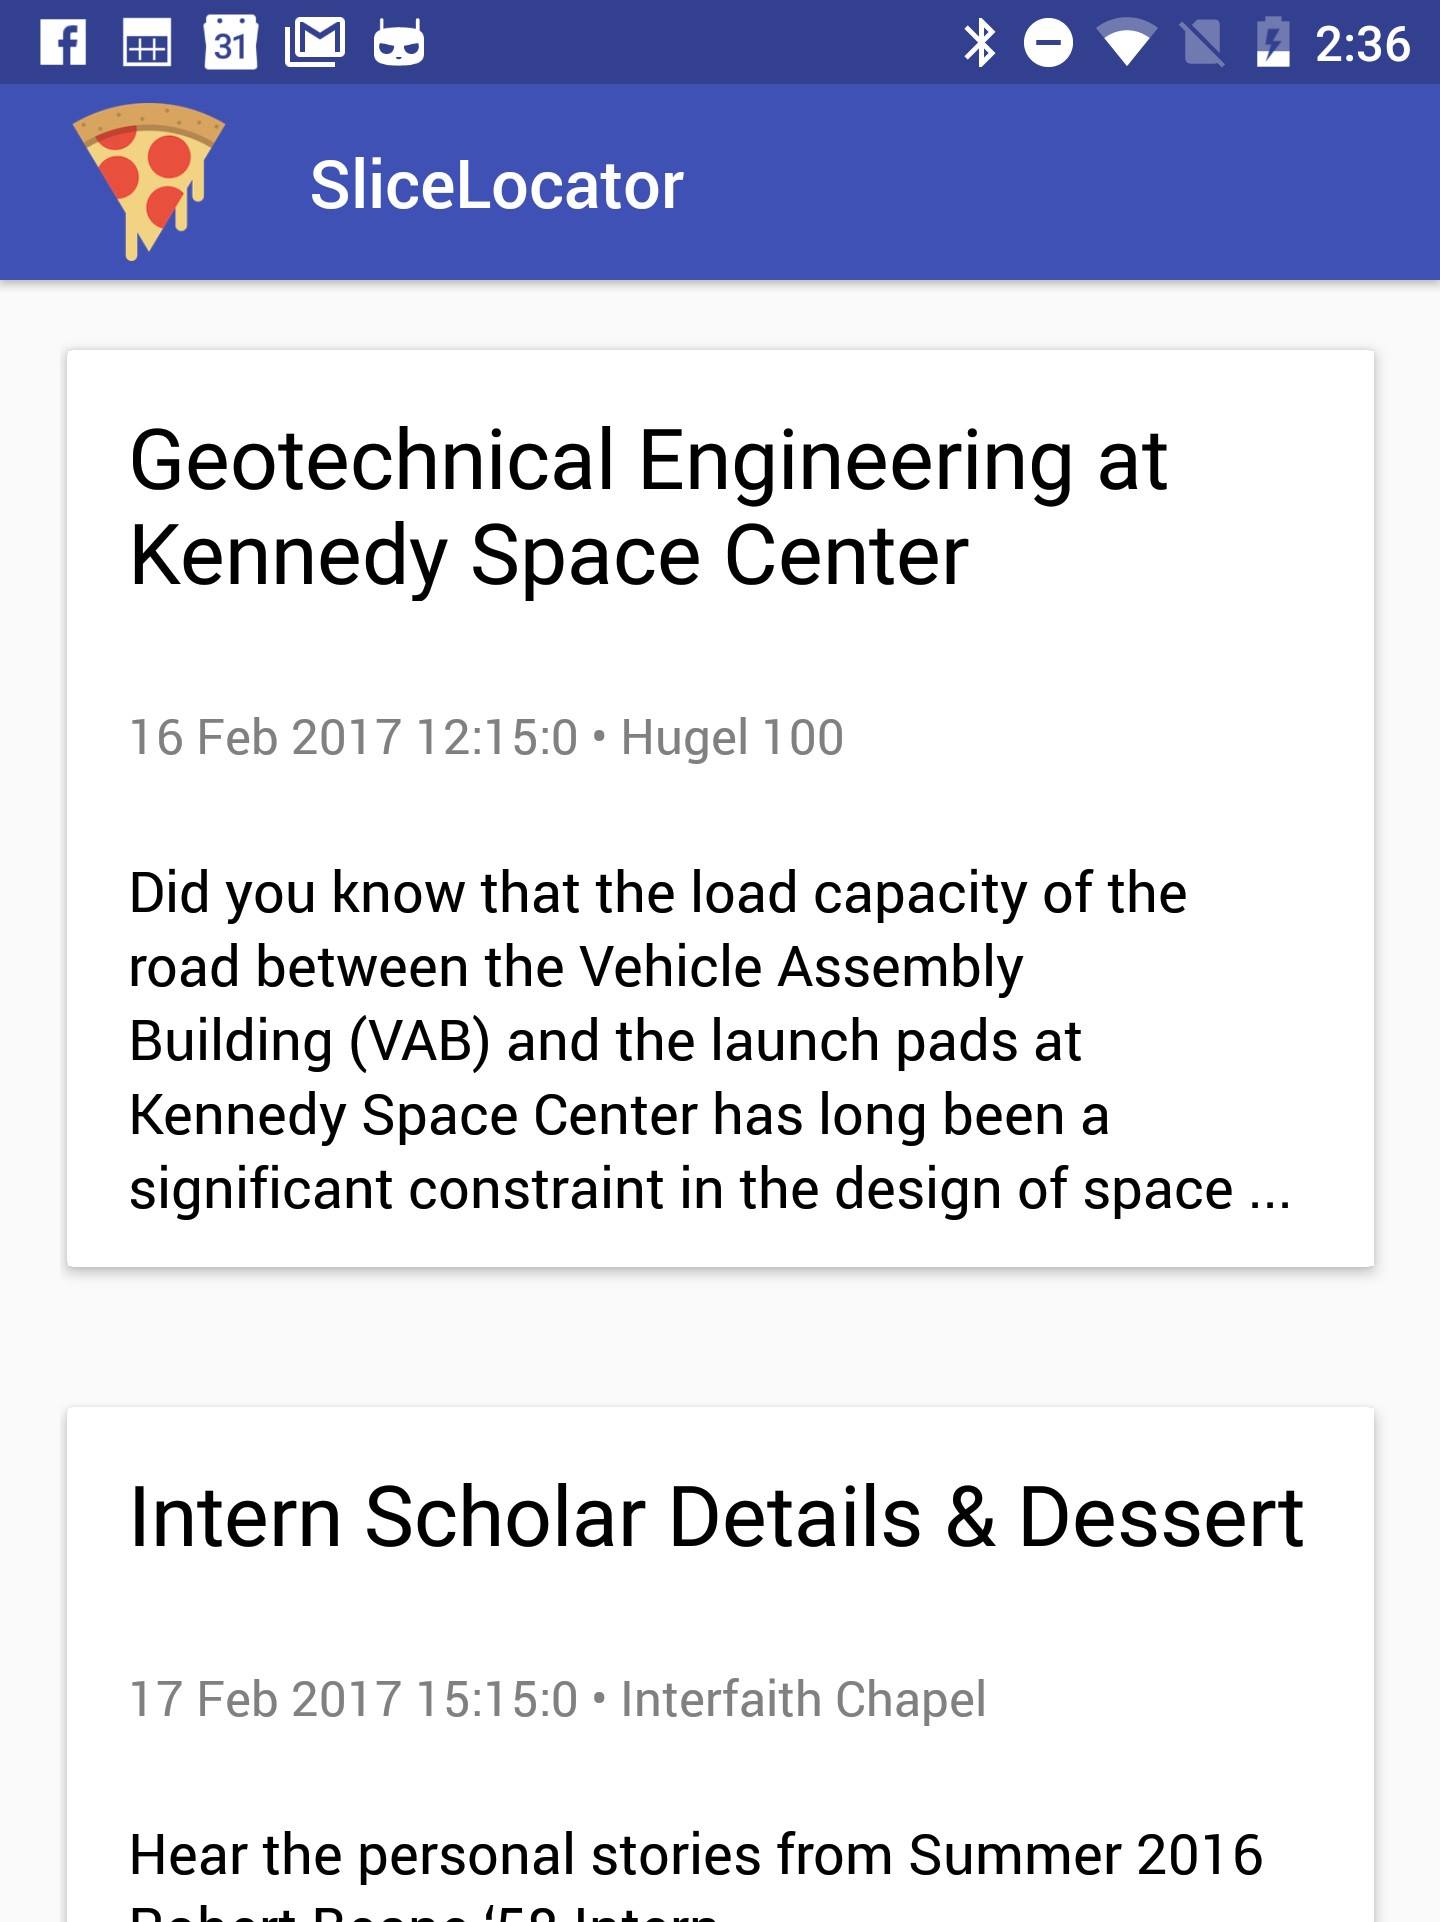 31
2:36
SliceLocator
Geotechnical Engineering at
Kennedy Space Center
16 Feb 2017 12:15:0 • Hugel 100
Did you know that the load capacity of the
road between the Vehicle Assembly
Building (VAB) and the launch pads at
Kennedy Space Center has long been a
significant constraint in the design of space ...
Intern Scholar Details & Dessert
17 Feb 2017 15:15:0 • Interfaith Chapel
Hear the personal stories from Summer 2016
Robert '58 Intern